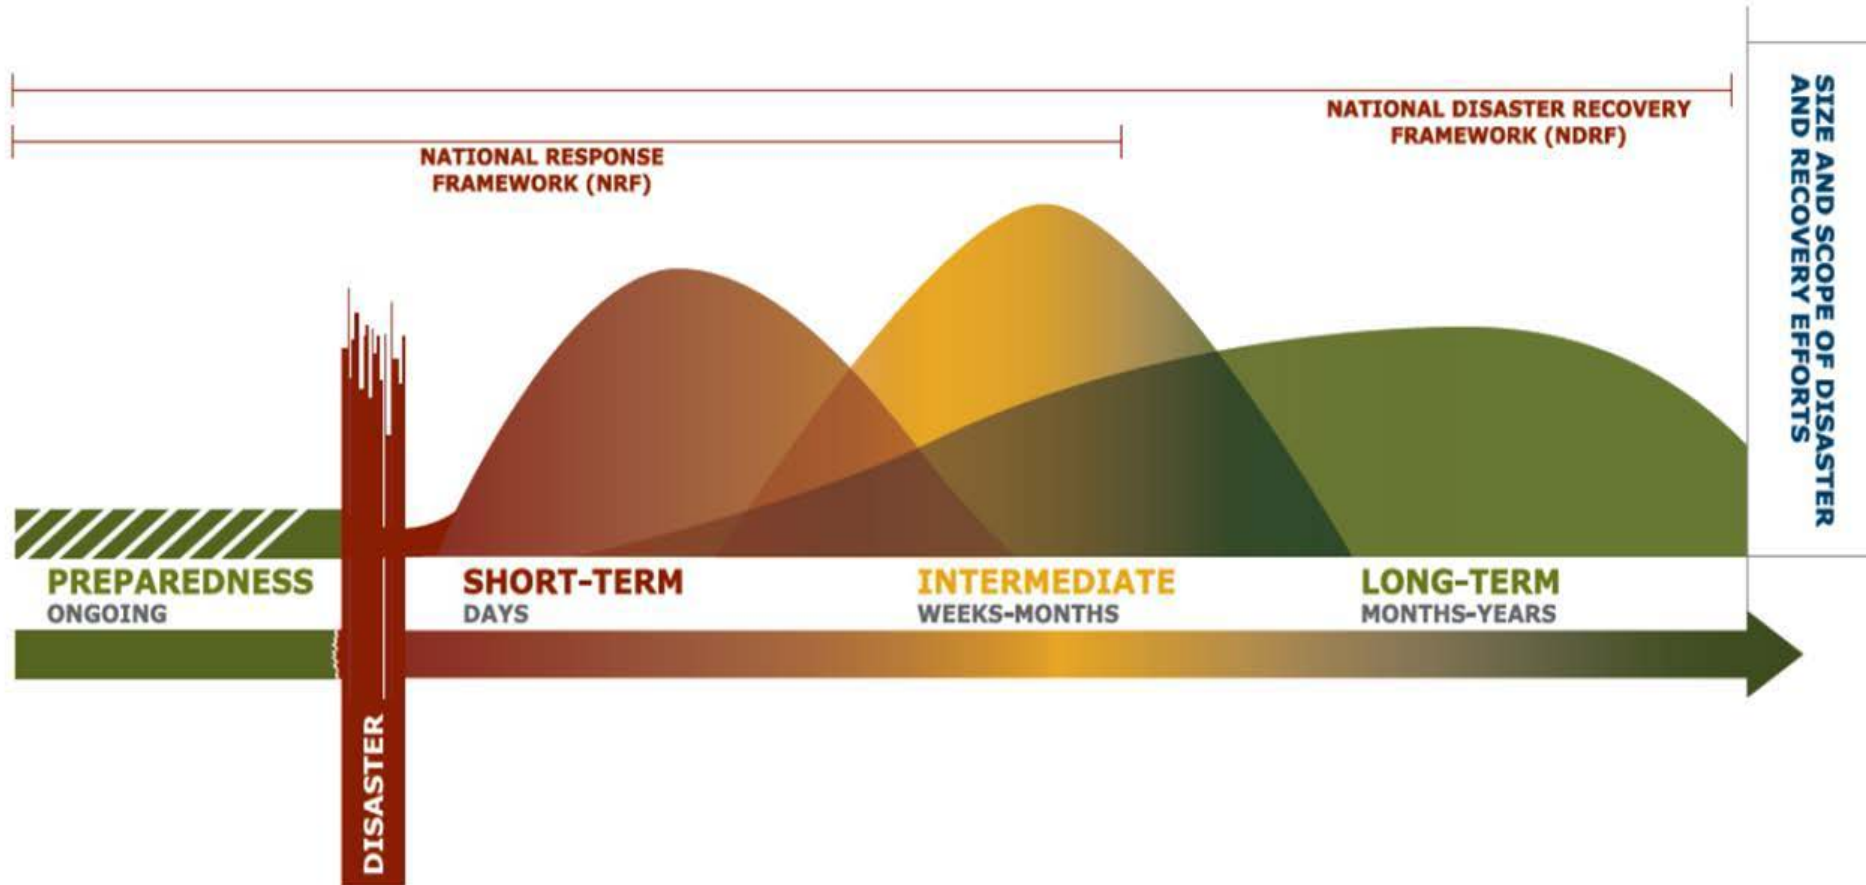 NATIONAL DISASTER RECOVERY
FRAMEWORK (NDRF)
NATIONAL RESPONSE
FRAMEWORK (NRF)
SIZE AND SCOPE OF DISASTER
AND RECOVERY EFFORTS
PREPAREDNESS
ONGOING
SHORT-TERM
DAYS
INTERMEDIATE
WEEKS-MONTHS
LONG-TERM
MONTHS-YEARS
DISASTER